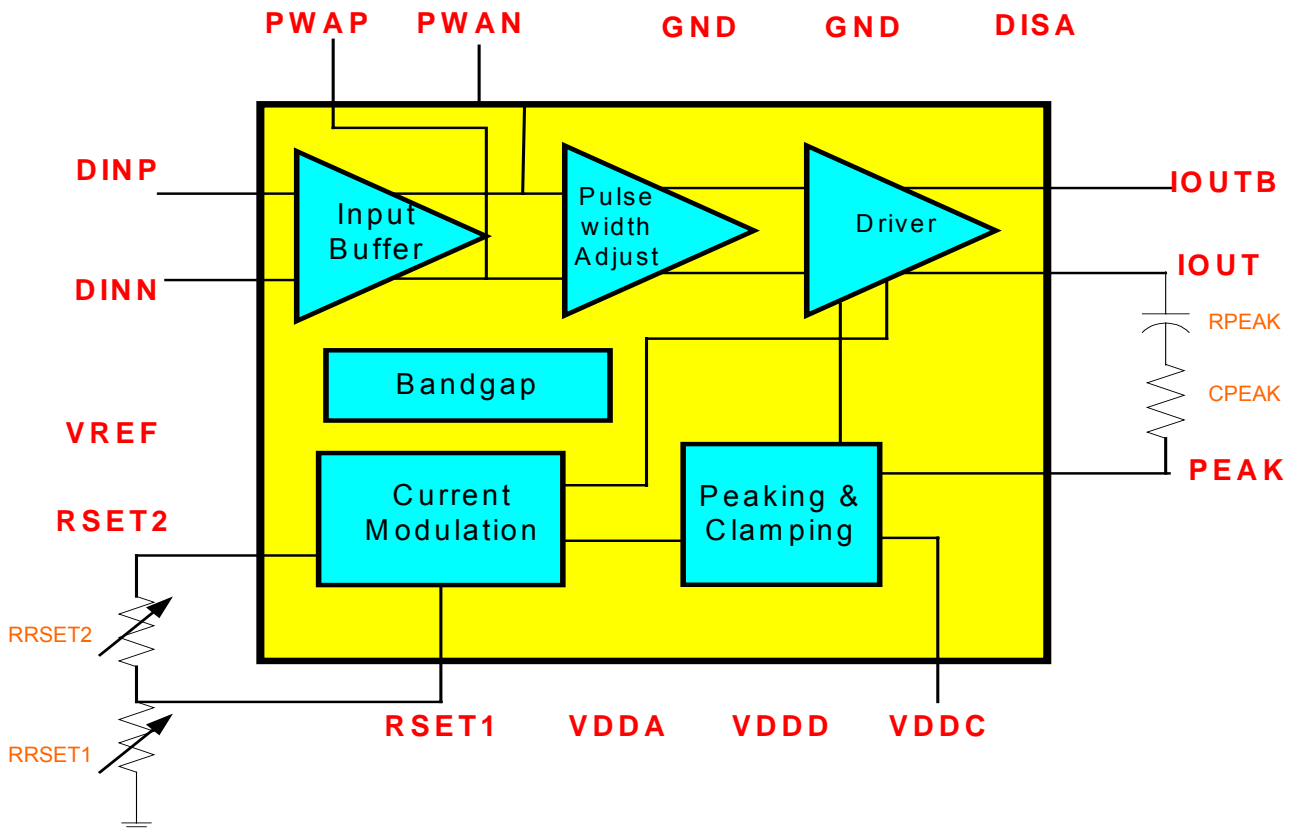 PWAP PWAN GND GND DISA
DINP
Input
Buffer
Pulse
width
Adjust
Driver
IOUTB
DINN
IOUT
RPEAK
Bandgap
CPEAK
VREF
Current
Modulation
Peaking &
Clamping
PEAK
RSET2
RRSET2
RSET1 VDDA VDDD VDDC
RRSET1